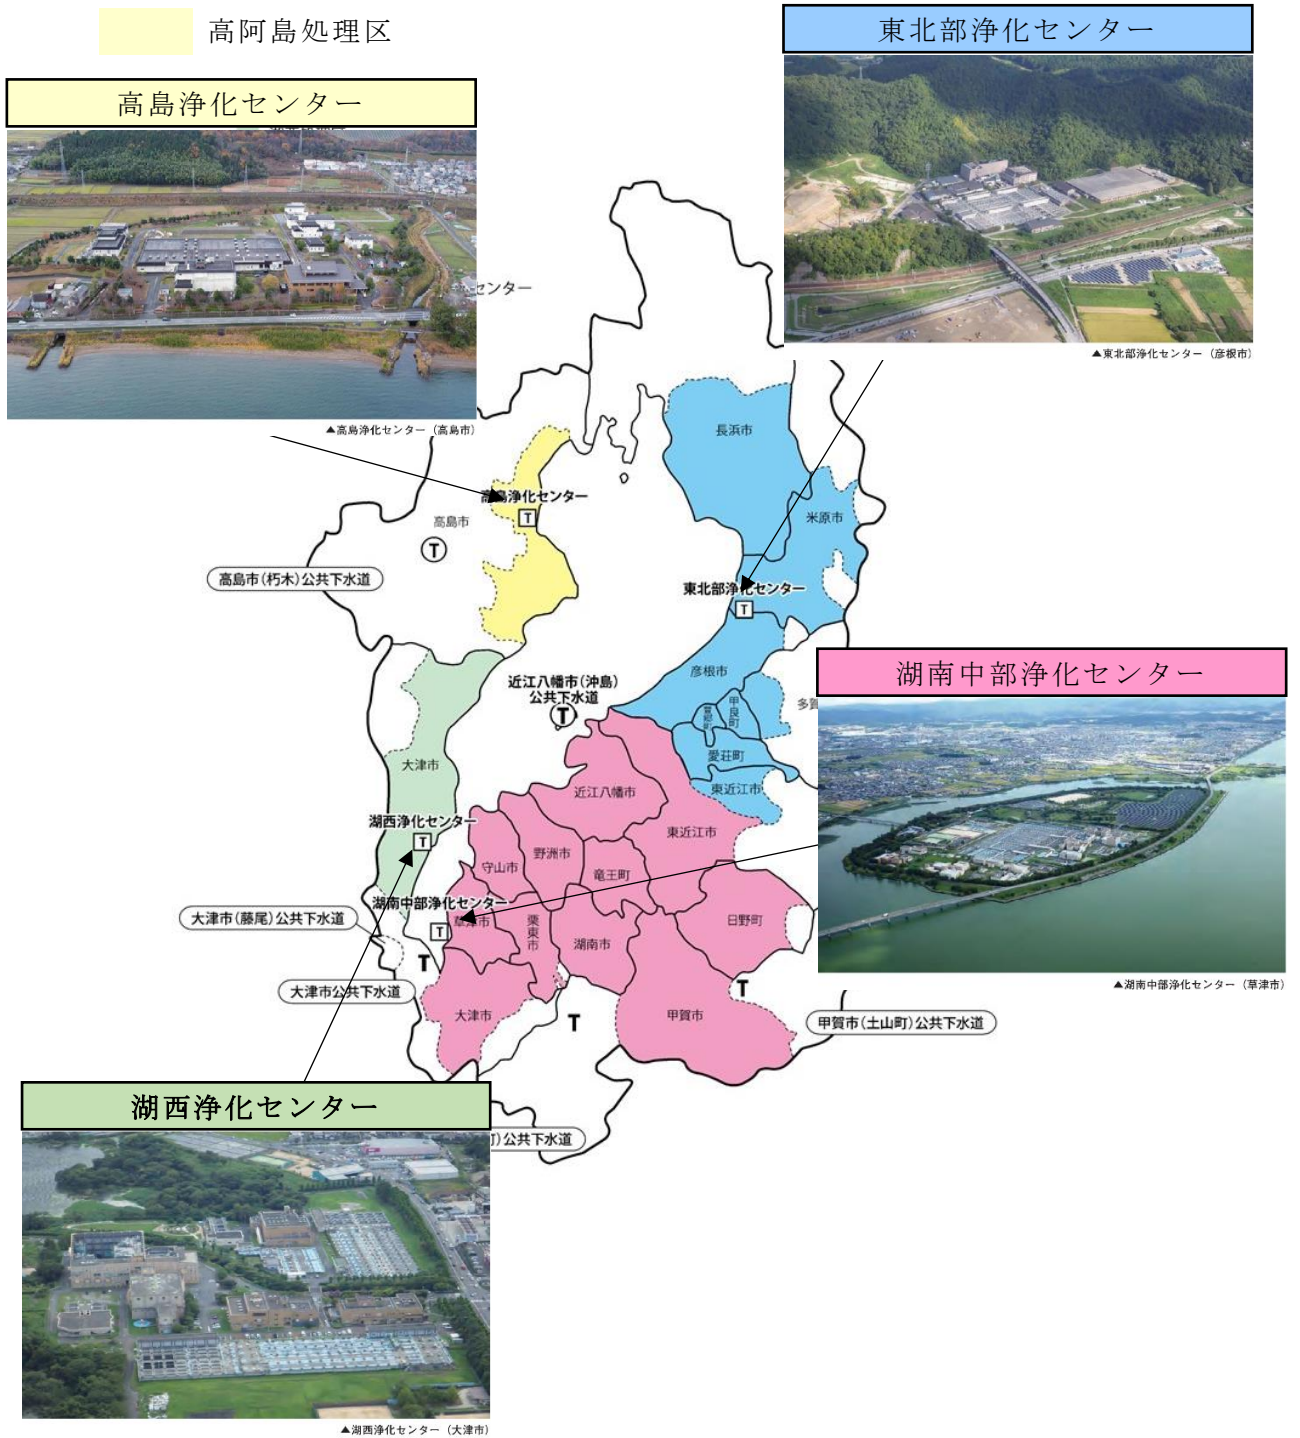 高阿島処理区
東北部浄化センター
高島浄化センター
センター
▲東北部浄化センター（彦根市）
▲高島浄化センター（高島市）
長浜市
高島浄化センター
T
高島市
T
米原市
高島市(朽木)公共下水道
東北部浄化センター
T
彦根市
湖南中部浄化センター
近江八幡市(沖島)
公共下水道
T
甲良町
多賀
愛荘町
大津市
東近江市
近江八幡市
湖西浄化センター
T
東近江市
守山市
野洲市
竜王町
湖南中部浄化センター
T
草津市
栗東市
湖南市
日野町
大津市(藤尾)公共下水道
T
大津市公共下水道
T
▲湖南中部浄化センター（草津市）
大津市
T
甲賀市
甲賀市(土山町)公共下水道
湖西浄化センター
町)公共下水道
▲湖西浄化センター（大津市）